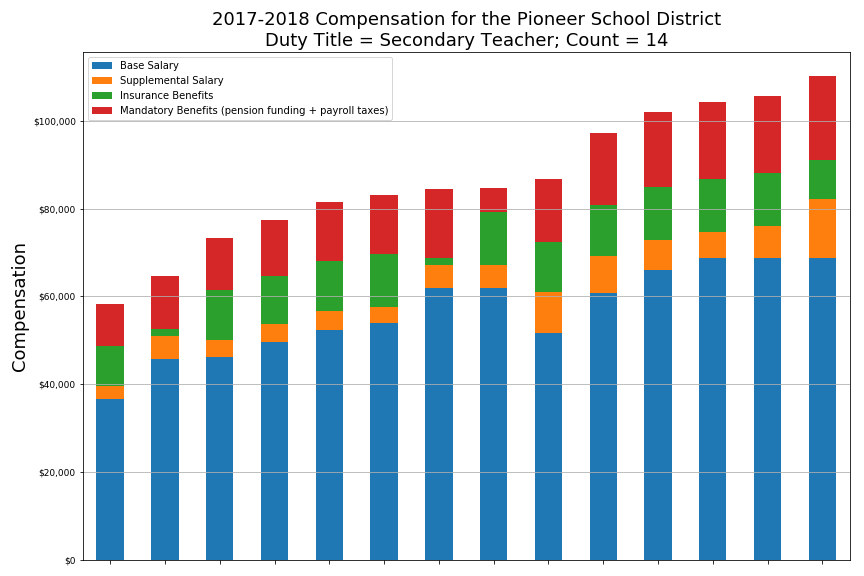 2017-2018 Compensation for the Pioneer School District
Duty Title = Secondary Teacher; Count = 14
Base Salary
Supplemental Salary
Insurance Benefits
Mandatory Benefits (pension funding + payroll taxes)
$100,000
$80,000
$60,000
$40,000
$20,000
$0
Compensation